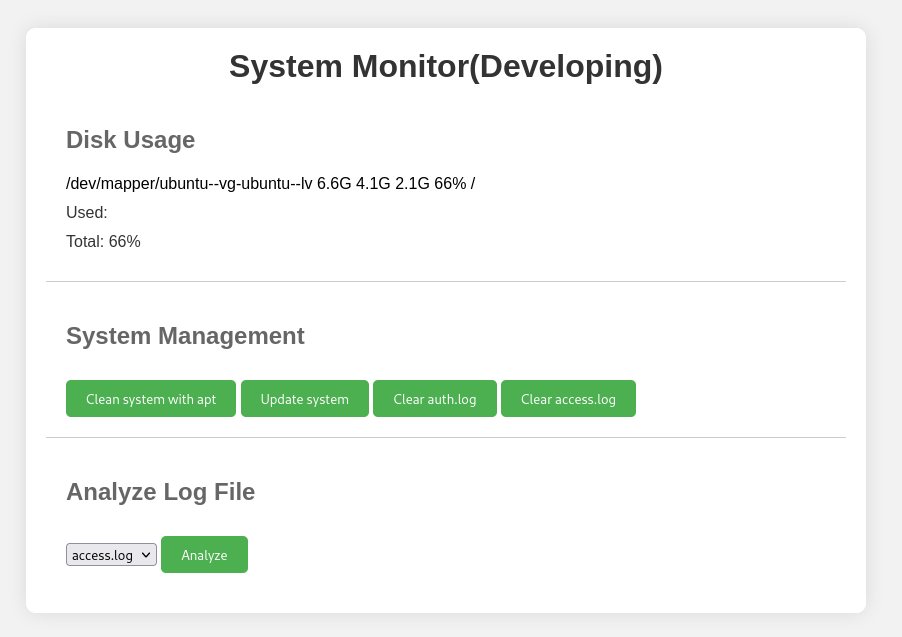 System Monitor(Developing)
Disk Usage
/dev/mapper/ubuntu--vg-ubuntu--lv 6.6G 4.1G 2.1G 66% /
Used:
Total: 66%
System Management
Clean system with apt Update system Clear auth.log Clear access.log
Analyze Log File
access.log Analyze